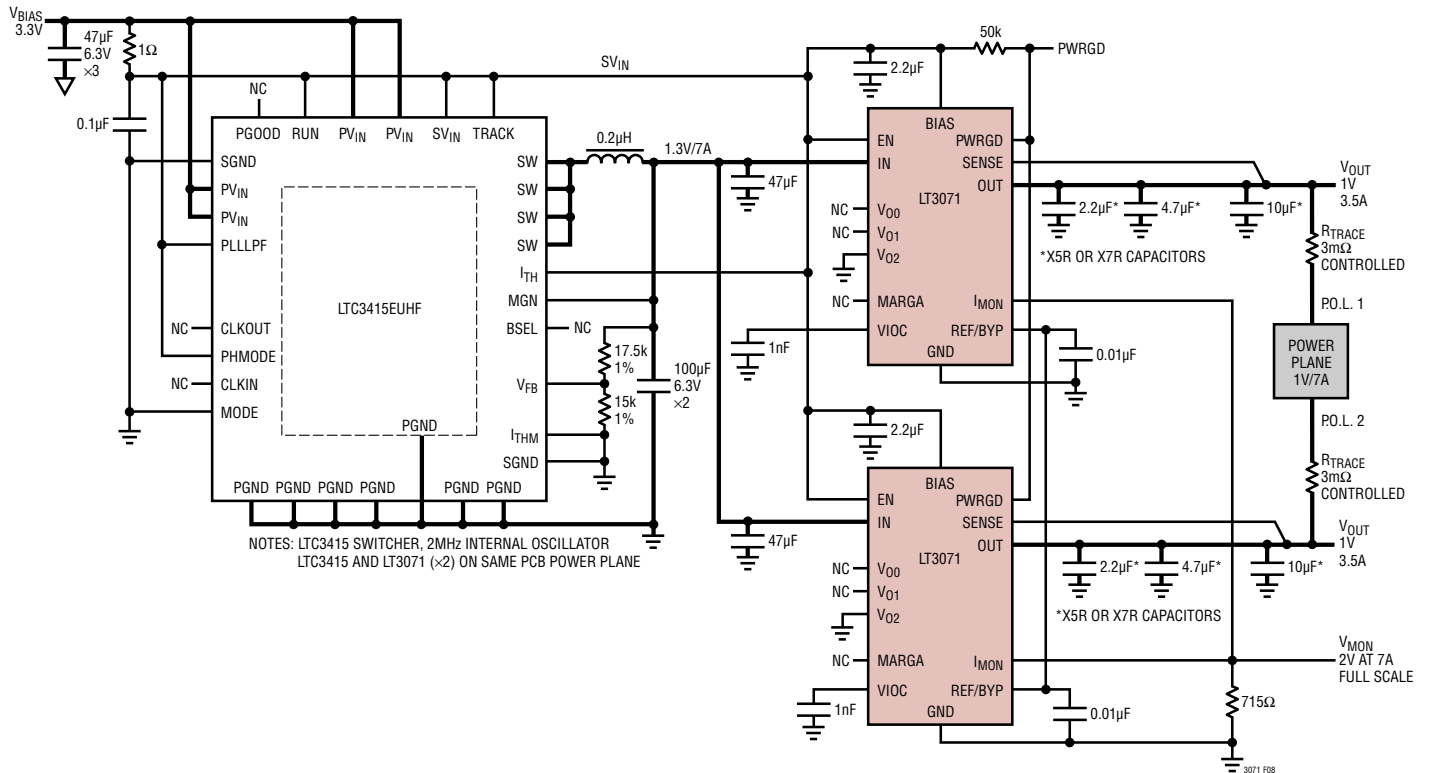 VBIAS
3.3V
47µF
6.3V
×3
1Ω
0.1µF
NC
SVIN
PGOOD RUN PVIN PVIN SVIN TRACK
SGND
PVIN
PVIN
PLLLPF
NC CLKOUT
PHMODE
NC CLKIN
MODE
LTC3415EUHF
PGND
SW
SW
SW
SW
ITH
MGN
BSEL NC
VFB
ITHM
SGND
PGND PGND PGND PGND PGND PGND
0.2µH
1.3V/7A
17.5k
1%
15k
1%
100µF
6.3V
×2
NOTES: LTC3415 SWITCHER, 2MHz INTERNAL OSCILLATOR
LTC3415 AND LT3071 (×2) ON SAME PCB POWER PLANE
50k
PWRGD
2.2µF
47µF
BIAS
EN PWRGD
IN SENSE
OUT
LT3071
NC VO0
NC VO1
VO2
NC MARGA IMON
VIOC REF/BYP
GND
1nF
0.01µF
2.2µF* 4.7µF* 10µF*
*X5R OR X7R CAPACITORS
VOUT
1V
3.5A
RTRACE
3mΩ
CONTROLLED
P.O.L. 1
POWER
PLANE
1V/7A
P.O.L. 2
RTRACE
3mΩ
CONTROLLED
2.2µF
47µF
BIAS
EN PWRGD
IN SENSE
OUT
LT3071
NC VO0
NC VO1
VO2
NC MARGA IMON
VIOC REF/BYP
GND
1nF
0.01µF
2.2µF* 4.7µF* 10µF*
*X5R OR X7R CAPACITORS
VOUT
1V
3.5A
VMON
2V AT 7A
FULL SCALE
715Ω
3071 F08